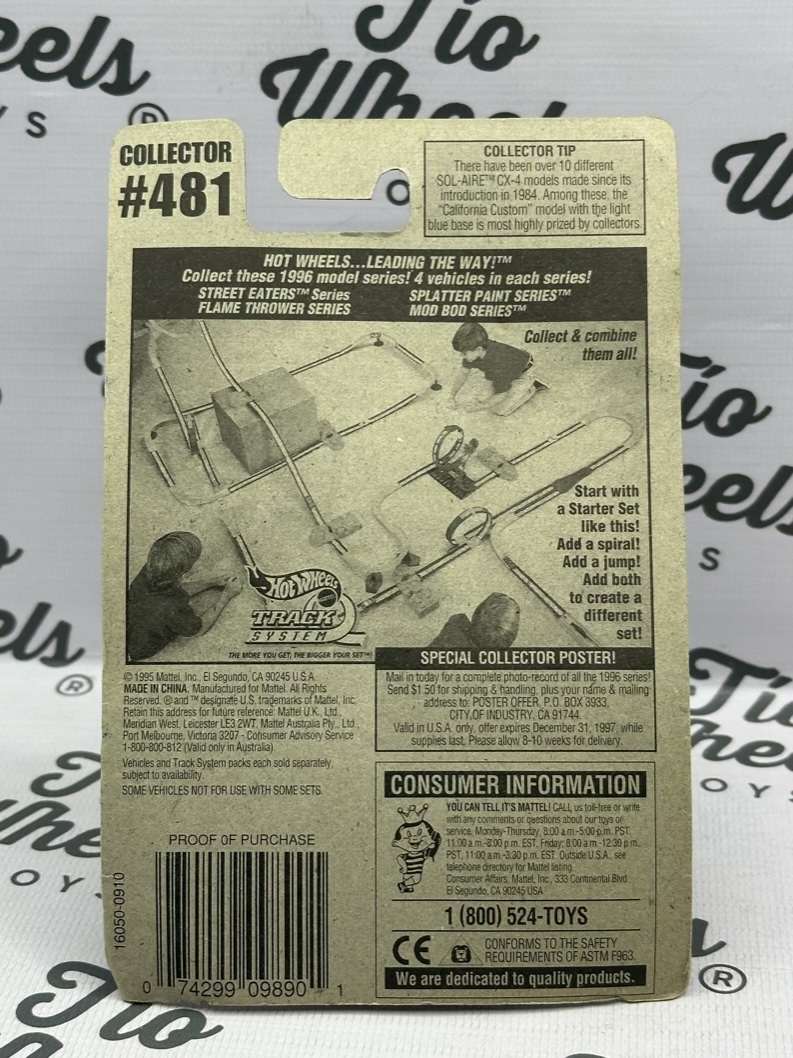 COLLECTOR
#481
COLLECTOR TIP
There have been over 10 different
SOL-AIRE™ CX-4 models made since its
introduction in 1984. Among these, the
"California Custom" model with the light
blue base is most highly prized by collectors
HOT WHEELS...LEADING THE WAY!™
Collect these 1996 model series! 4 vehicles in each series!
STREET EATERS™ Series
SPLATTER PAINT SERIES™
FLAME THROWER SERIES
MOD BOD SERIES™
Collect & combine
them all!
Start with
a Starter Set
like this!
Add a spiral!
Add a jump!
Add both
to create a
different
set!
HOT WHEELS
MATTEL
TRACK
SYSTEM
THE MORE YOU GET, THE BIGGER YOUR SET™!
SPECIAL COLLECTOR POSTER!
Mail in today for a complete photo-record of all the 1996 series!
Send $1.50 for shipping & handling, plus your name & mailing
address to: POSTER OFFER, P.O. BOX 3933,
CITY OF INDUSTRY, CA 91744.
Valid in U.S.A. only, offer expires December 31, 1997, while
supplies last. Please allow 8-10 weeks for delivery.
© 1995 Mattel, Inc., El Segundo, CA 90245 U.S.A.
MADE IN CHINA. Manufactured for Mattel. All Rights
Reserved. ® and ™ designate U.S. trademarks of Mattel, Inc.
Retain this address for future reference: Mattel U.K. Ltd.,
Meridian West, Leicester LE3 2WT. Mattel Australia Pty., Ltd.,
Port Melbourne, Victoria 3207 - Consumer Advisory Service
1-800-800-812 (Valid only in Australia).
Vehicles and Track System packs each sold separately,
subject to availability.
SOME VEHICLES NOT FOR USE WITH SOME SETS.
CONSUMER INFORMATION
YOU CAN TELL IT'S MATTEL! CALL us toll-free or write
with any comments or questions about our toys or
service, Monday-Thursday, 8:00 a.m.-5:00 p.m. PST,
11:00 a.m.-8:00 p.m. EST; Friday: 8:00 a.m.-12:30 p.m.
PST, 11:00 a.m.-3:30 p.m. EST. Outside U.S.A., see
telephone directory for Mattel listing.
Consumer Affairs, Mattel, Inc., 333 Continental Blvd.
El Segundo, CA 90245 USA
1 (800) 524-TOYS
CE
CONFORMS TO THE SAFETY
REQUIREMENTS OF ASTM F963.
We are dedicated to quality products.
PROOF OF PURCHASE
16050-0910
0 74299 09890 1
Tio
Wheels
TOYS
®